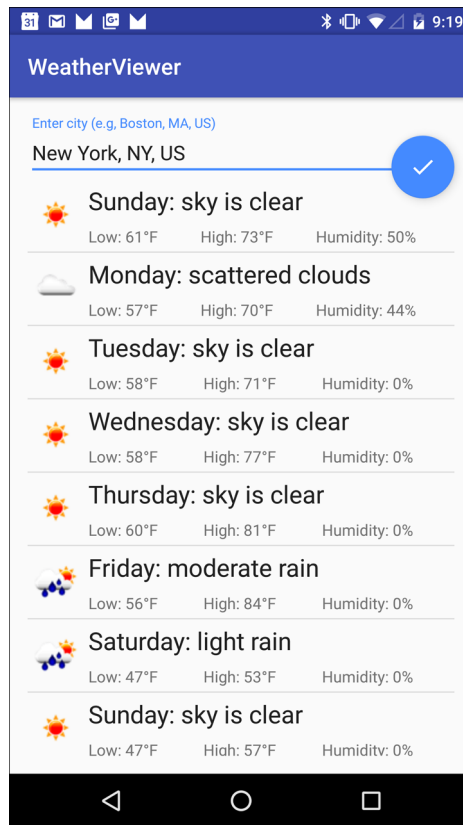 31 G+ 9:19
WeatherViewer
Enter city (e.g, Boston, MA, US)
New York, NY, US
Sunday: sky is clear
Low: 61°F High: 73°F Humidity: 50%
Monday: scattered clouds
Low: 57°F High: 70°F Humidity: 44%
Tuesday: sky is clear
Low: 58°F High: 71°F Humidity: 0%
Wednesday: sky is clear
Low: 58°F High: 77°F Humidity: 0%
Thursday: sky is clear
Low: 60°F High: 81°F Humidity: 0%
Friday: moderate rain
Low: 56°F High: 84°F Humidity: 0%
Saturday: light rain
Low: 47°F High: 53°F Humidity: 0%
Sunday: sky is clear
Low: 47°F High: 57°F Humidity: 0%